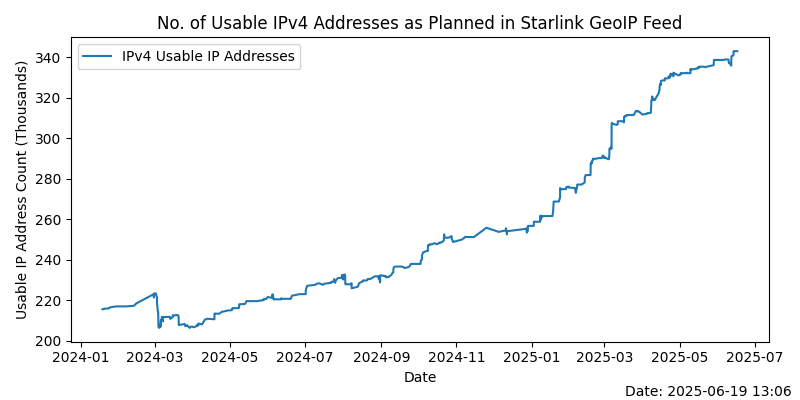 No. of Usable IPv4 Addresses as Planned in Starlink GeoIP Feed
IPv4 Usable IP Addresses
Usable IP Address Count (Thousands)
340
320
300
280
260
240
220
200
2024-01 2024-03 2024-05 2024-07 2024-09 2024-11 2025-01 2025-03 2025-05 2025-07
Date
Date: 2025-06-19 13:06